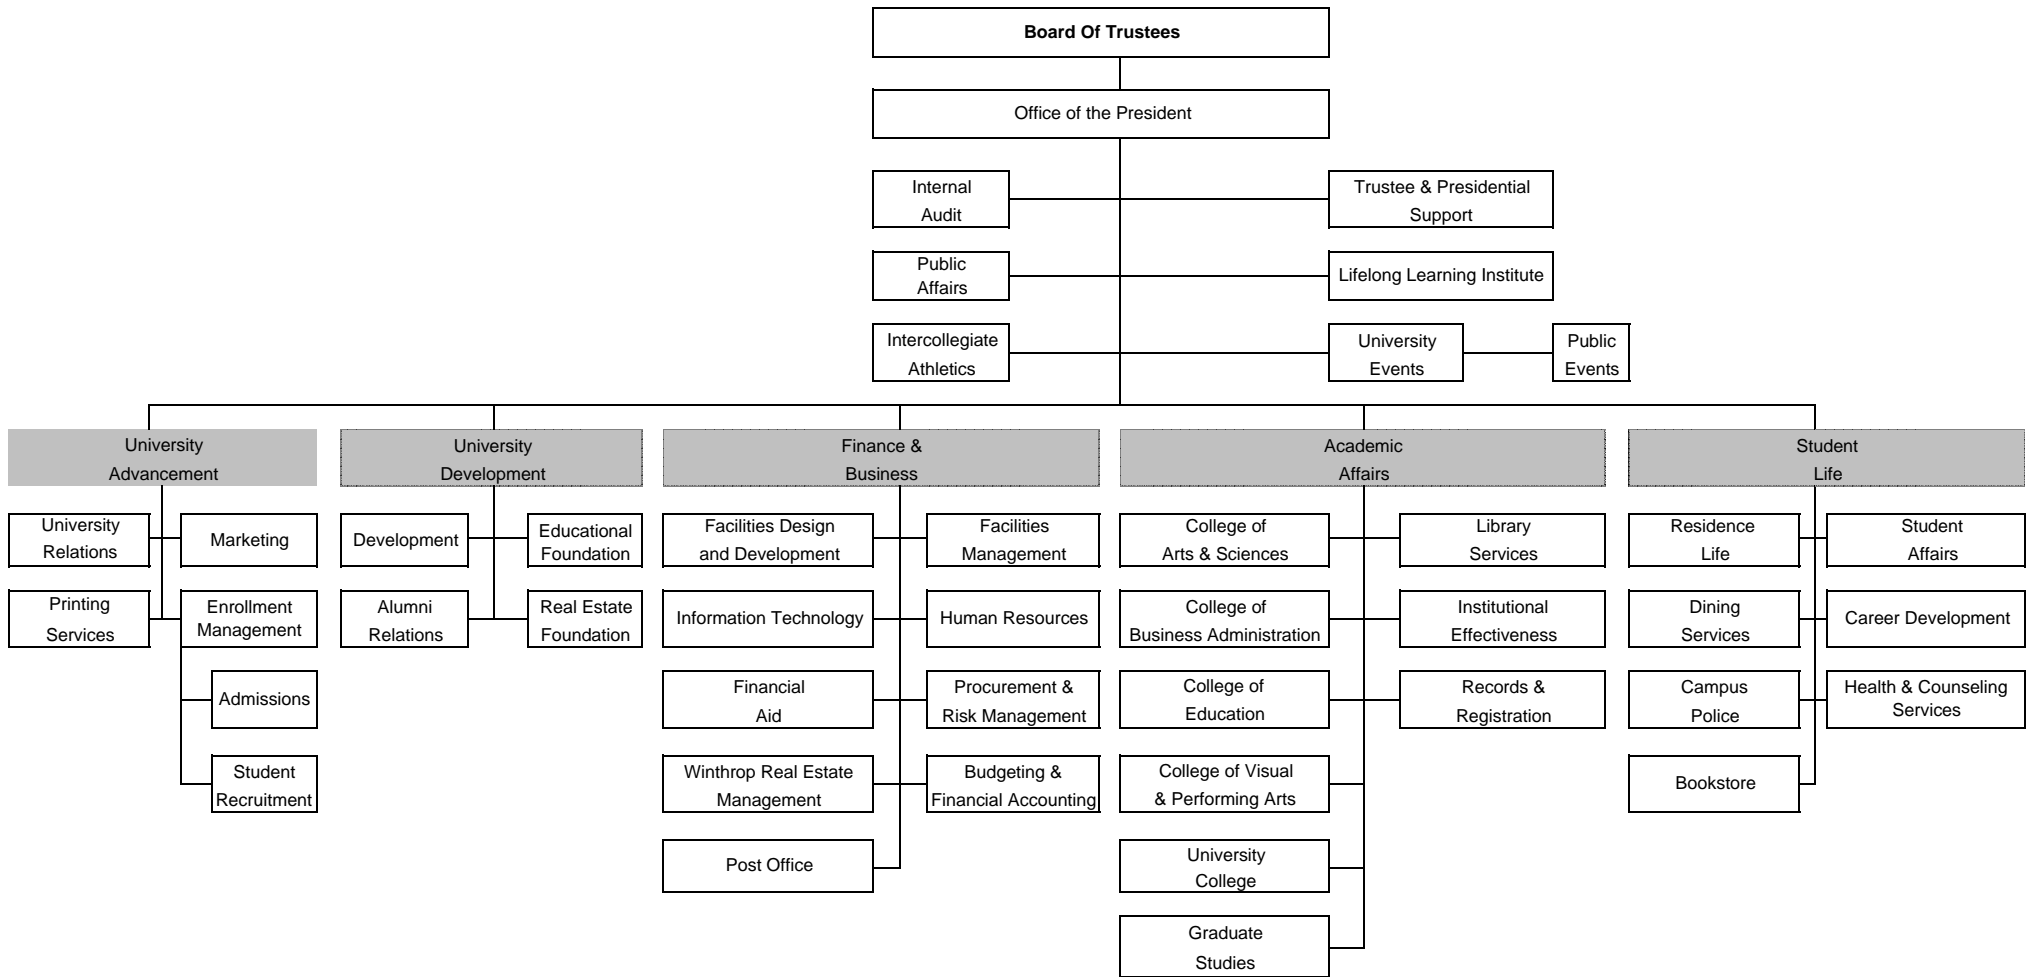 Board Of Trustees
Office of the President
Internal
Audit
Trustee & Presidential
Support
Public
Affairs
Lifelong Learning Institute
Intercollegiate
Athletics
University
Events
Public
Events
University
Advancement
University
Development
Finance &
Business
Academic
Affairs
Student
Life
University
Relations
Marketing
Development
Educational
Foundation
Facilities Design
and Development
Facilities
Management
College of
Arts & Sciences
Library
Services
Residence
Life
Student
Affairs
Printing
Services
Enrollment
Management
Alumni
Relations
Real Estate
Foundation
Information Technology
Human Resources
College of
Business Administration
Institutional
Effectiveness
Dining
Services
Career Development
Admissions
Financial
Aid
Procurement &
Risk Management
College of
Education
Records &
Registration
Campus
Police
Health & Counseling
Services
Student
Recruitment
Winthrop Real Estate
Management
Budgeting &
Financial Accounting
College of Visual
& Performing Arts
Bookstore
Post Office
University
College
Graduate
Studies